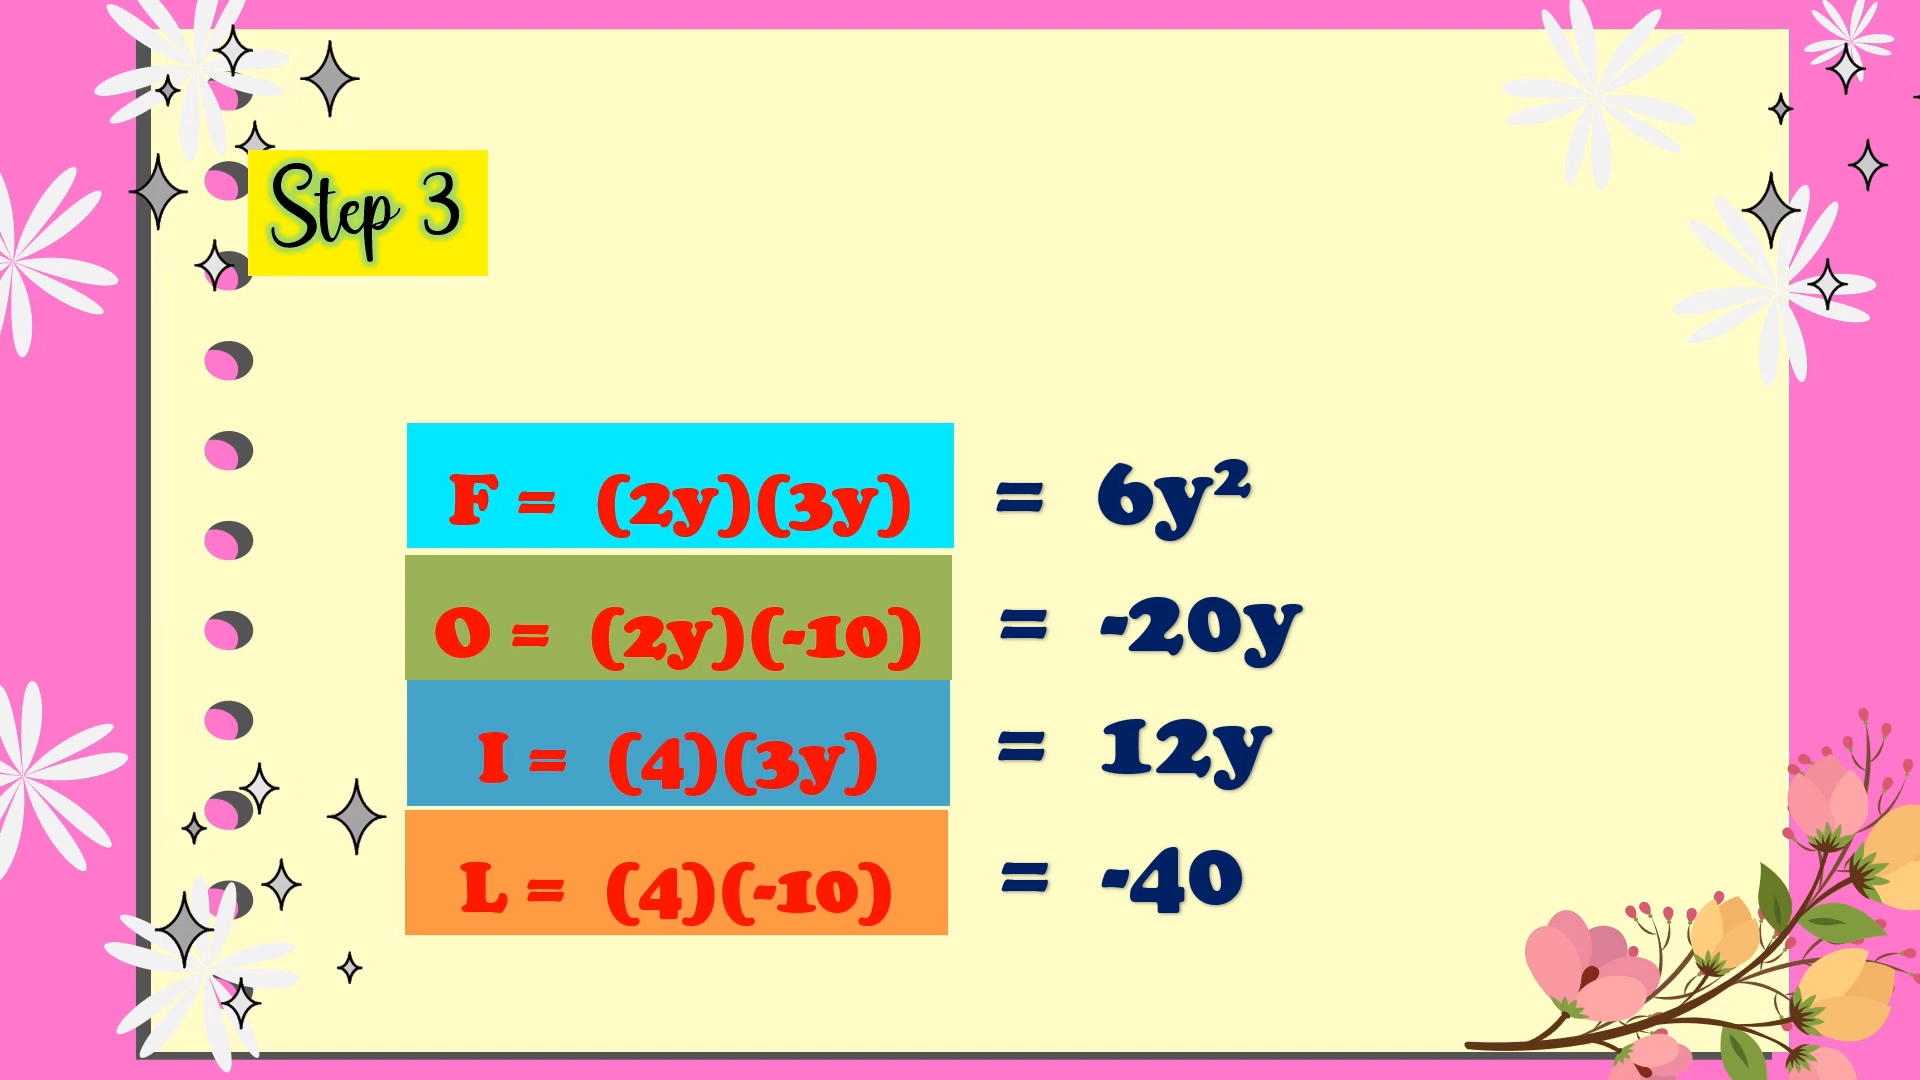 Step 3
F = (2y)(3y) = 6y²
O = (2y)(-10) = -20y
I = (4)(3y) = 12y
L = (4)(-10) = -40